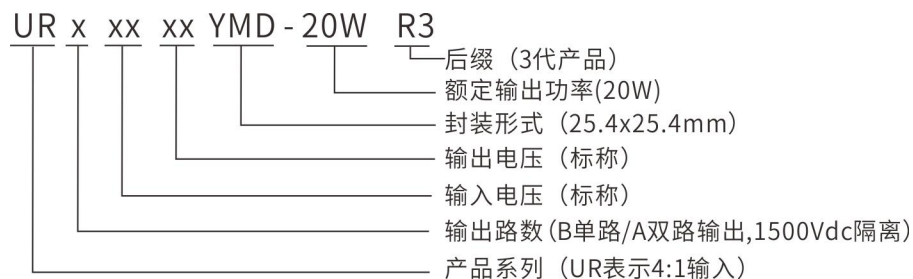 UR x xx xx YMD - 20W R3
后缀（3代产品）
额定输出功率(20W)
封装形式（25.4x25.4mm）
输出电压（标称）
输入电压（标称）
输出路数(B单路/A双路输出,1500Vdc隔离)
产品系列（UR表示4:1输入）